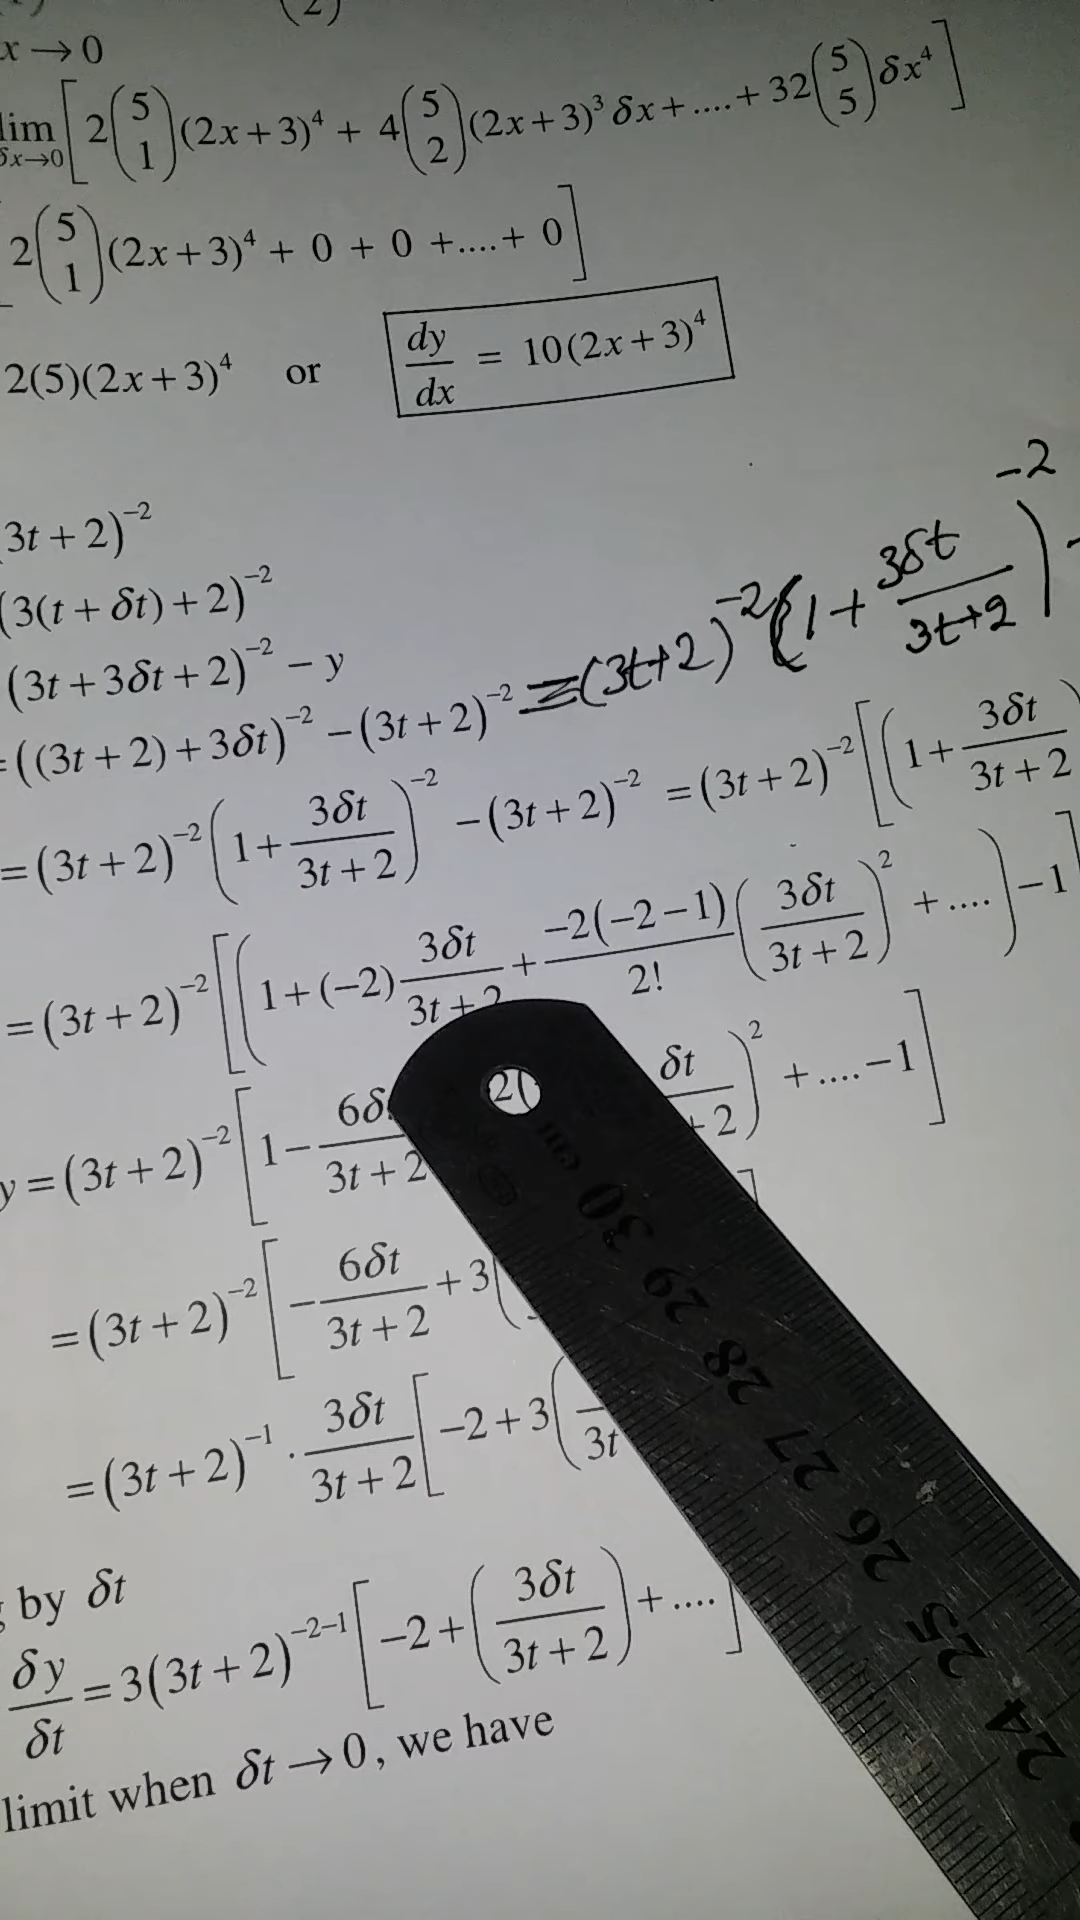 (2)
x → 0
lim δx→0 [ 2 (5 1) (2x + 3)⁴ + 4 (5 2) (2x + 3)³ δx + .... + 32 (5 5) δx⁴ ]
2 (5 1) (2x + 3)⁴ + 0 + 0 + .... + 0 ]
2(5)(2x + 3)⁴ or dy/dx = 10(2x + 3)⁴
3t + 2)⁻²
(3(t + δt) + 2)⁻²
(3t + 3δt + 2)⁻² − y
= ((3t + 2) + 3δt)⁻² − (3t + 2)⁻² = (3t+2)⁻² (1 + 3δt/3t+2)⁻² -
= (3t + 2)⁻² (1 + 3δt/3t + 2)⁻² − (3t + 2)⁻² = (3t + 2)⁻² [ (1 + 3δt/3t + 2)
= (3t + 2)⁻² [ ( 1 + (−2) 3δt/3t + 2 + −2(−2 − 1)/2! (3δt/3t + 2)² + .... ) − 1 ]
y = (3t + 2)⁻² [ 1 − 6δ/3t + 2 2( δt/+ 2 )² + .... − 1 ]
= (3t + 2)⁻² [ − 6δt/3t + 2 + 3( ]
= (3t + 2)⁻¹ . 3δt/3t + 2 [ −2 + 3( 3t
by δt
δy/δt = 3(3t + 2)⁻²⁻¹ [ −2 + (3δt/3t + 2) + .... ]
limit when δt → 0, we have
cm 30 29 28 27 26 25 24